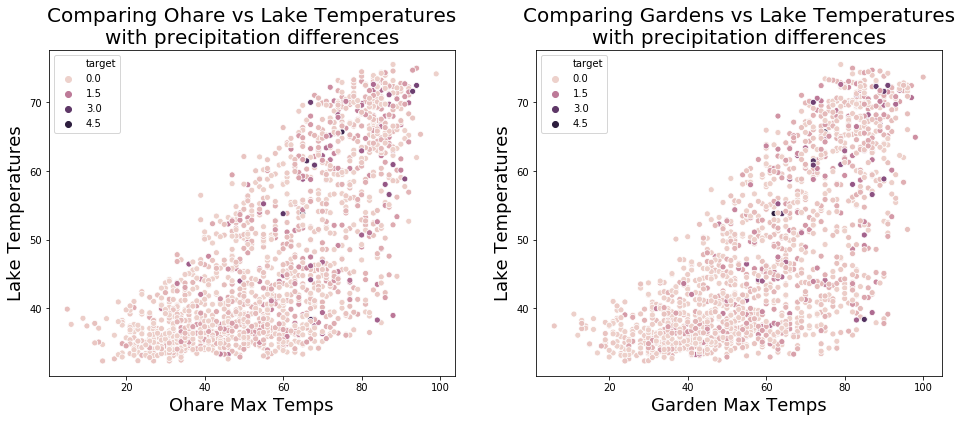 Comparing Ohare vs Lake Temperatures
with precipitation differences
target
0.0
1.5
3.0
4.5
70
60
50
40
Lake Temperatures
20 40 60 80 100
Ohare Max Temps
Comparing Gardens vs Lake Temperatures
with precipitation differences
target
0.0
1.5
3.0
4.5
70
60
50
40
Lake Temperatures
20 40 60 80 100
Garden Max Temps